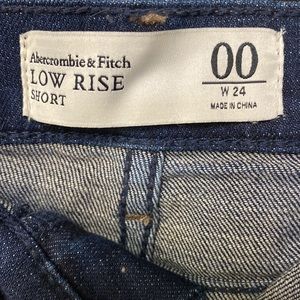 Abercrombie & Fitch
LOW RISE
SHORT
00
W 24
MADE IN CHINA